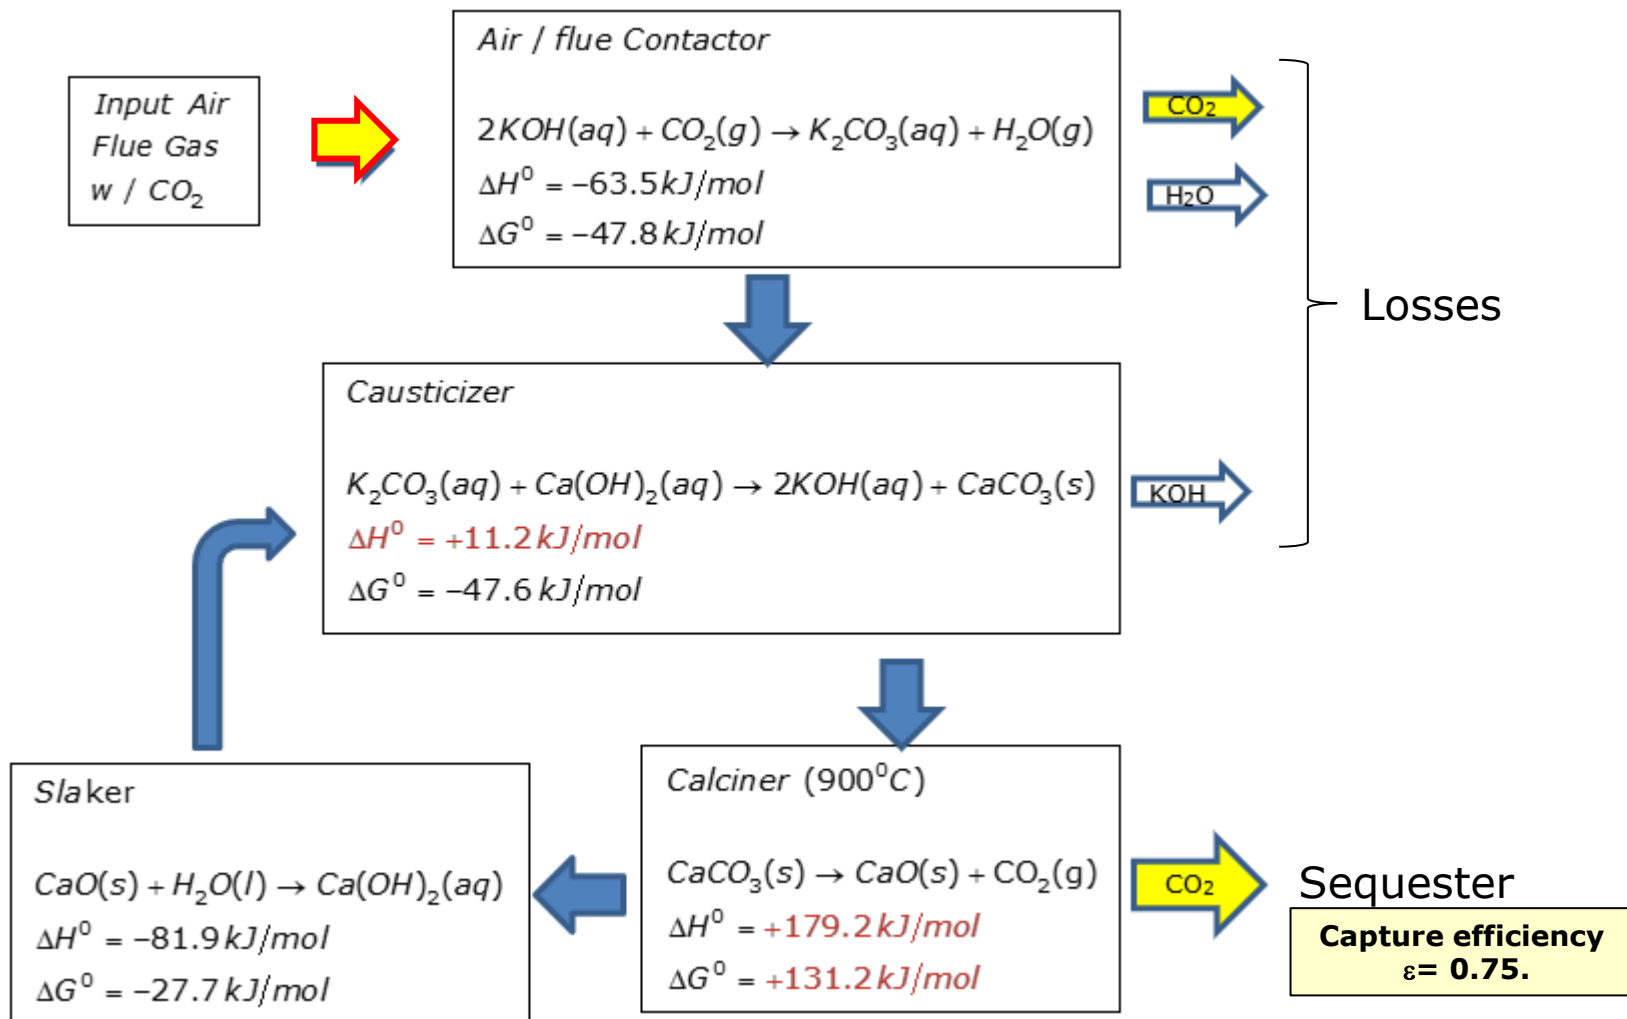 Input Air
Flue Gas
w / CO₂
Air / flue Contactor
2KOH(aq) + CO₂(g) → K₂CO₃(aq) + H₂O(g)
ΔH⁰ = −63.5 kJ/mol
ΔG⁰ = −47.8 kJ/mol
CO₂
H₂O
Losses
Causticizer
K₂CO₃(aq) + Ca(OH)₂(aq) → 2KOH(aq) + CaCO₃(s)
ΔH⁰ = +11.2 kJ/mol
ΔG⁰ = −47.6 kJ/mol
KOH
Calciner (900⁰C)
CaCO₃(s) → CaO(s) + CO₂(g)
ΔH⁰ = +179.2 kJ/mol
ΔG⁰ = +131.2 kJ/mol
CO₂
Sequester
Capture efficiency
ε= 0.75.
Slaker
CaO(s) + H₂O(l) → Ca(OH)₂(aq)
ΔH⁰ = −81.9 kJ/mol
ΔG⁰ = −27.7 kJ/mol